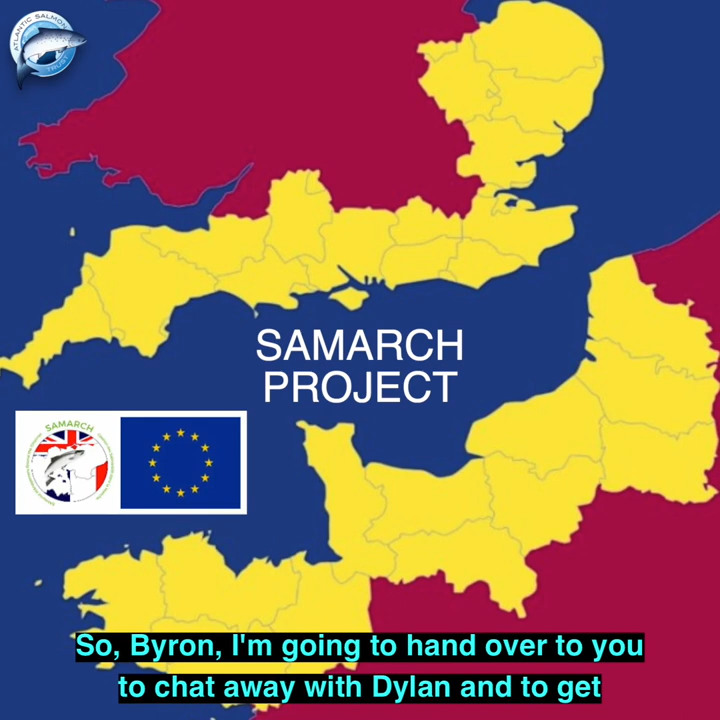 ATLANTIC SALMON
TRUST
SAMARCH
PROJECT
SAMARCH
So, Byron, I'm going to hand over to you
to chat away with Dylan and to get